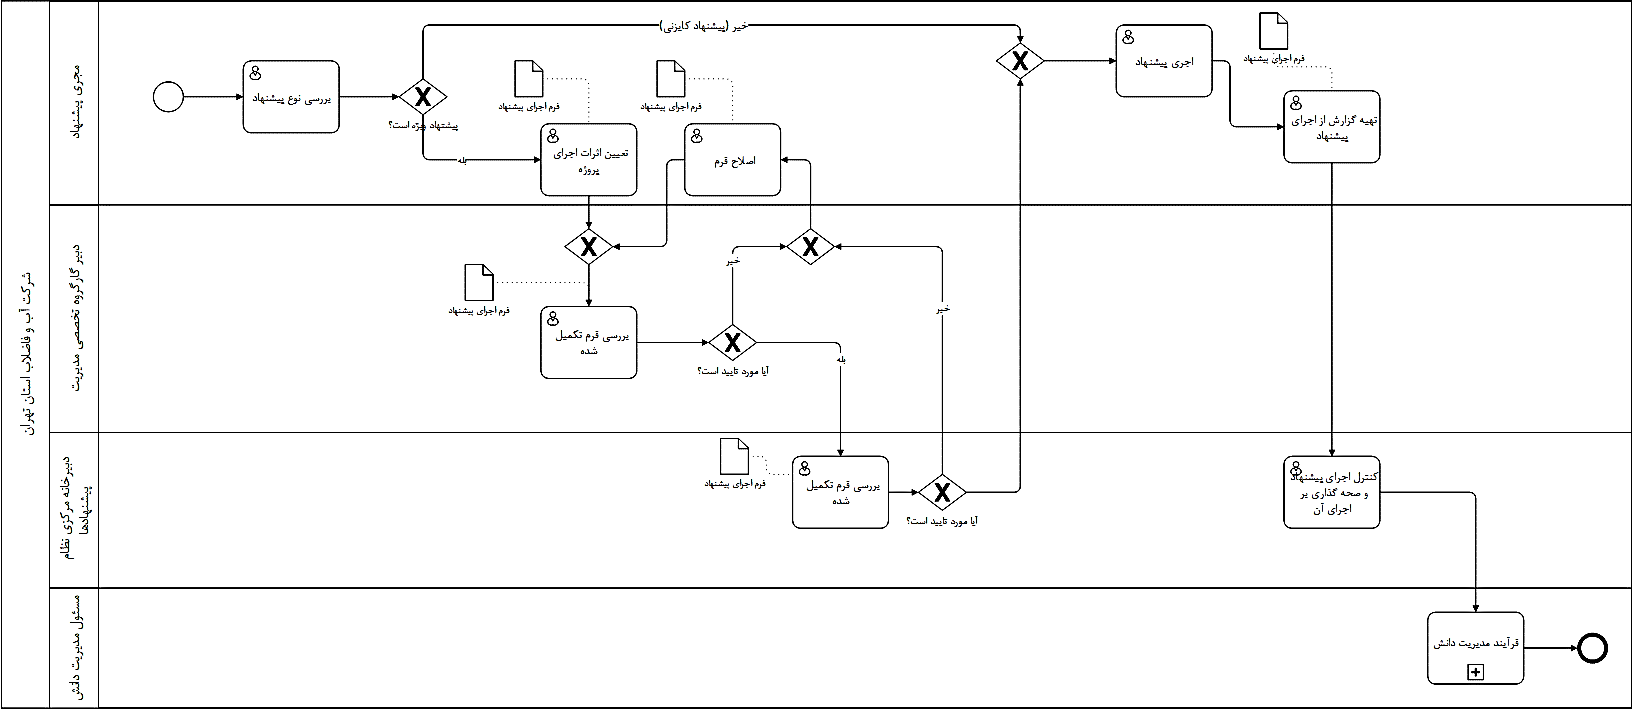 شرکت آب و فاضلاب استان تهران
مجری پیشنهاد
بررسی نوع پیشنهاد
پیشنهاد ویژه است؟
خیر (پیشنهاد کایزنی)
بله
فرم اجرای پیشنهاد
تعیین اثرات اجرای
پروژه
فرم اجرای پیشنهاد
اصلاح فرم
اجری پیشنهاد
فرم اجرای پیشنهاد
تهیه گزارش از اجرای
پیشنهاد
دبیر کارگروه تخصصی مدیریت
فرم اجرای پیشنهاد
بررسی فرم تکمیل
شده
آیا مورد تایید است؟
خیر
بله
خیر
دبیرخانه مرکزی نظام
پیشنهادها
فرم اجرای پیشنهاد
بررسی فرم تکمیل
شده
آیا مورد تایید است؟
کنترل اجرای پیشنهاد
و صحه گذاری بر
اجرای آن
مسئول مدیریت دانش
فرآیند مدیریت دانش